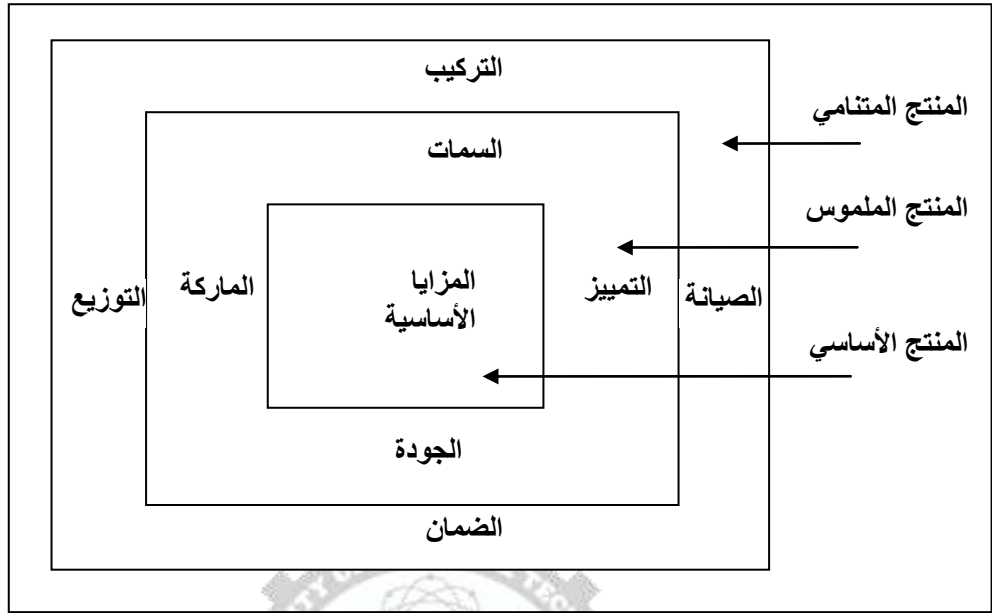 التركيب
المنتج المتنامي
السمات
المنتج الملموس
المزايا
الأساسية
التمييز
الماركة
الصيانة
التوزيع
المنتج الأساسي
الجودة
الضمان